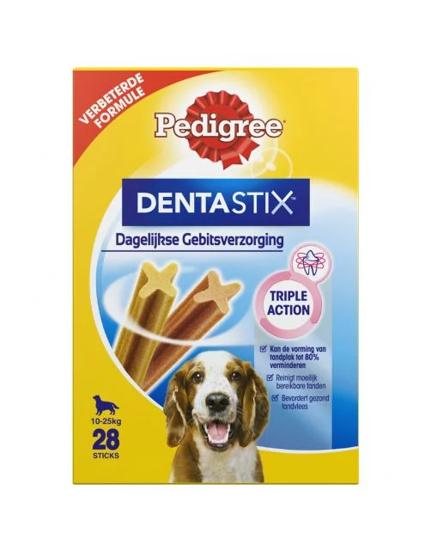 VERBETERDE
FORMULE
Pedigree
DENTASTIX™
Dagelijkse Gebitsverzorging
TRIPLE
ACTION
Kan de vorming van
tandplak tot 80%
verminderen
Reinigt moeilijk
bereikbare tanden
Bevordert gezond
tandvlees
10-25kg
28
STICKS